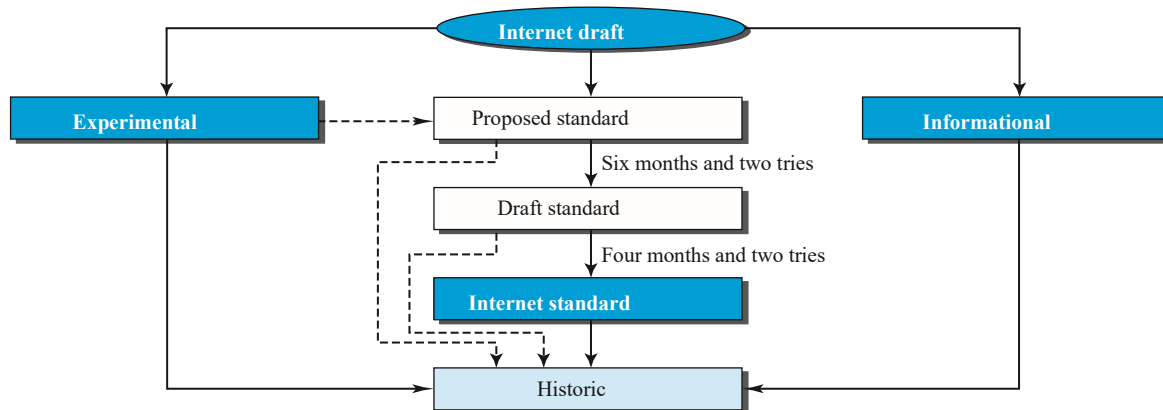 Internet draft
Experimental
Proposed standard
Informational
Six months and two tries
Draft standard
Four months and two tries
Internet standard
Historic